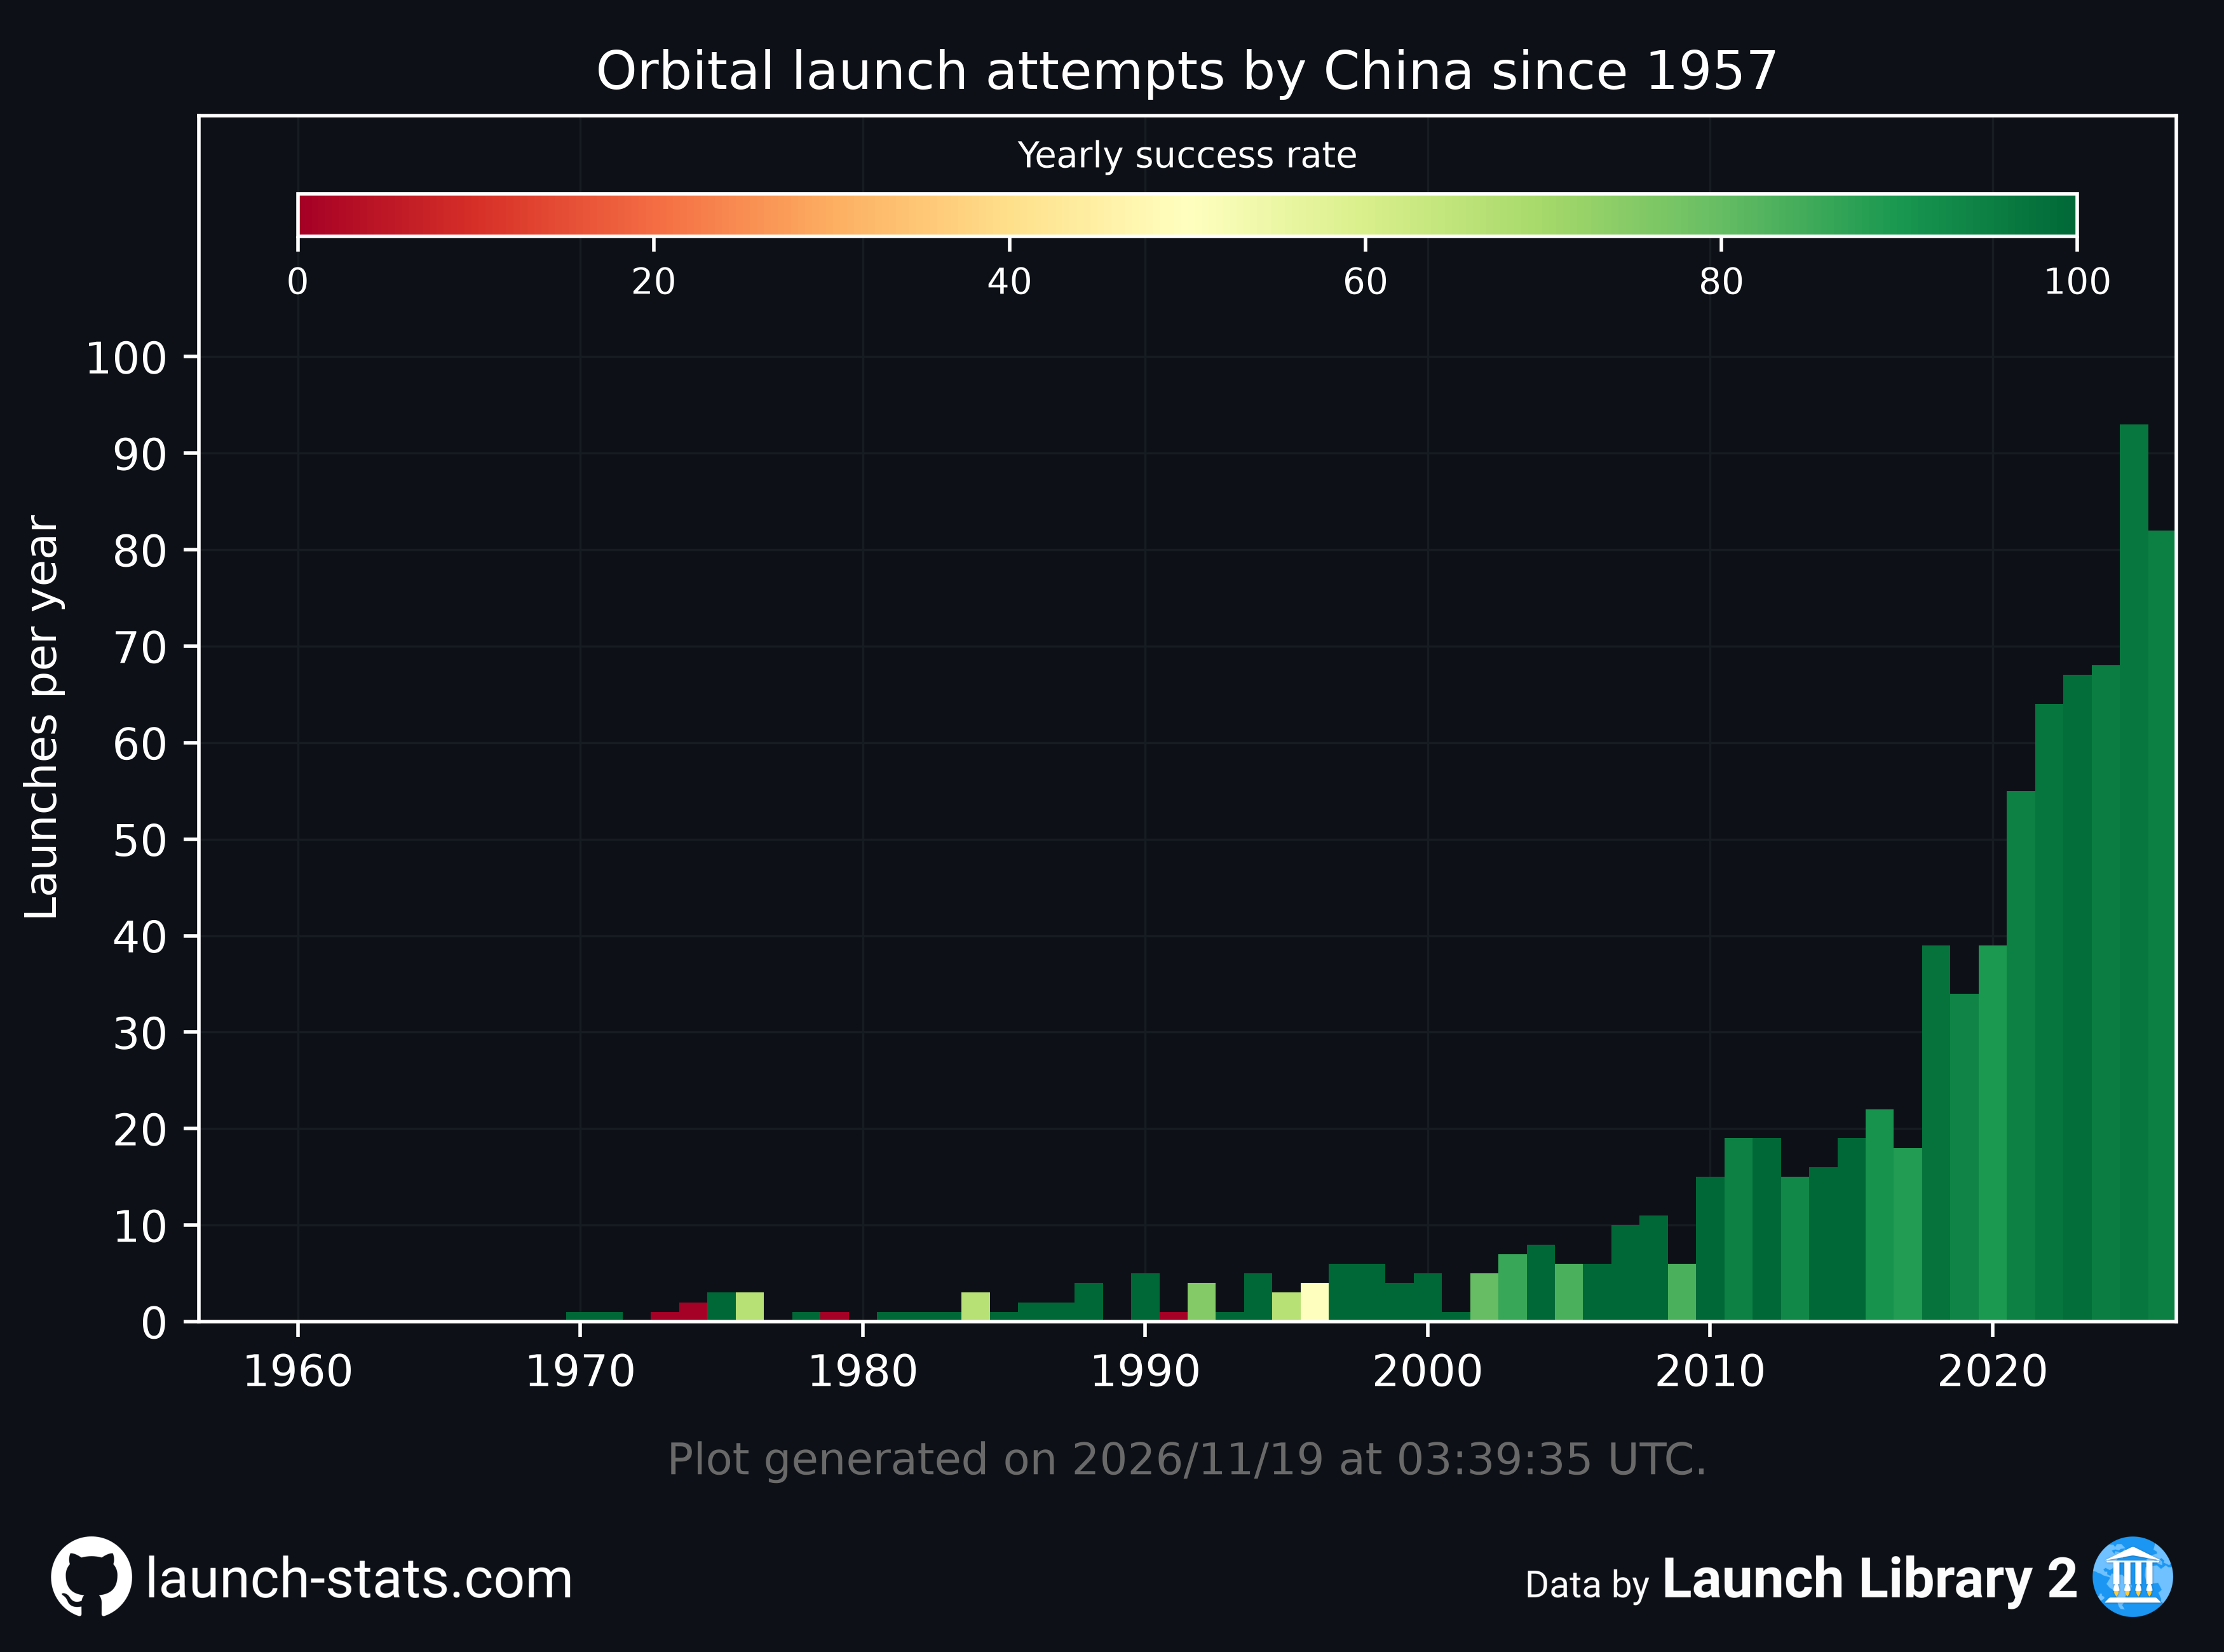 Orbital launch attempts by China since 1957
Yearly success rate
0 20 40 60 80 100
Launches per year
100
90
80
70
60
50
40
30
20
10
0
1960 1970 1980 1990 2000 2010 2020
Plot generated on 2026/11/19 at 03:39:35 UTC.
launch-stats.com
Data by Launch Library 2